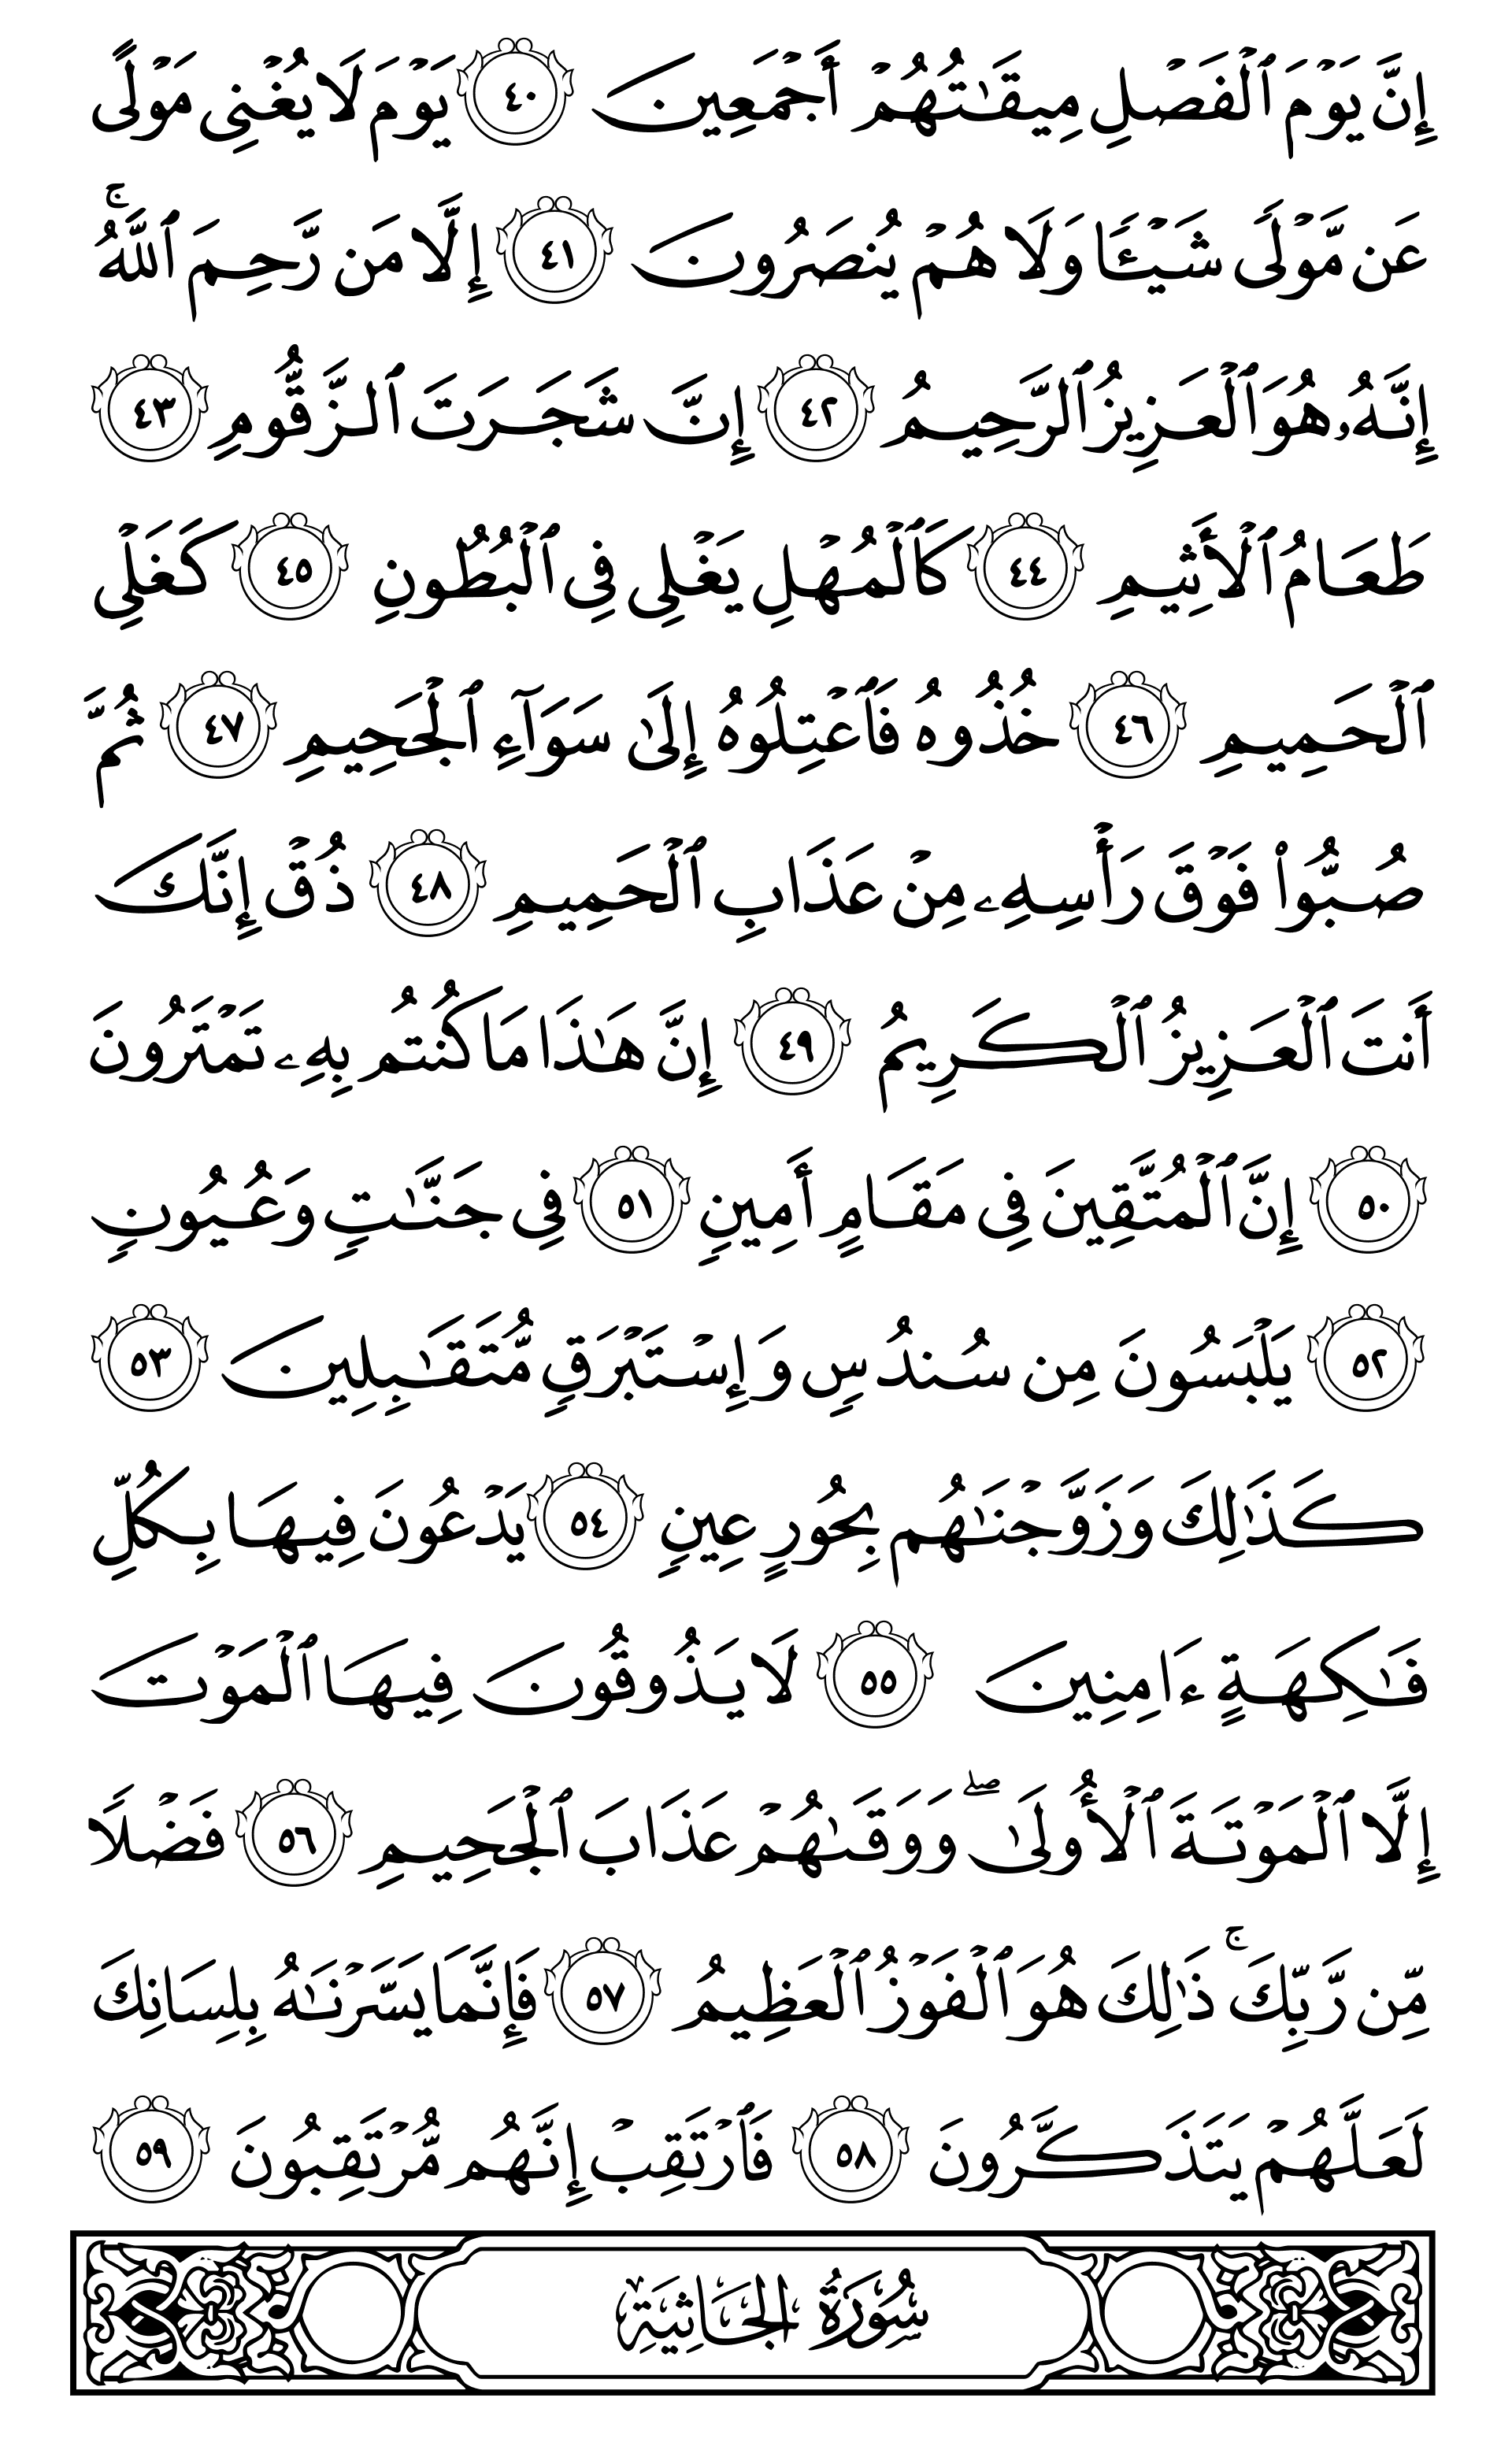 إِنَّ يَوۡمَ ٱلۡفَصۡلِ مِيقَٰتُهُمۡ أَجۡمَعِينَ ٤٠ يَوۡمَ لَا يُغۡنِي مَوۡلًى
عَن مَّوۡلٗى شَيۡـٔٗا وَلَا هُمۡ يُنصَرُونَ ٤١ إِلَّا مَن رَّحِمَ ٱللَّهُۚ
إِنَّهُۥ هُوَ ٱلۡعَزِيزُ ٱلرَّحِيمُ ٤٢ إِنَّ شَجَرَتَ ٱلزَّقُّومِ ٤٣
طَعَامُ ٱلۡأَثِيمِ ٤٤ كَٱلۡمُهۡلِ يَغۡلِي فِي ٱلۡبُطُونِ ٤٥ كَغَلۡيِ
ٱلۡحَمِيمِ ٤٦ خُذُوهُ فَٱعۡتِلُوهُ إِلَىٰ سَوَآءِ ٱلۡجَحِيمِ ٤٧ ثُمَّ
صُبُّواْ فَوۡقَ رَأۡسِهِۦ مِنۡ عَذَابِ ٱلۡحَمِيمِ ٤٨ ذُقۡ إِنَّكَ
أَنتَ ٱلۡعَزِيزُ ٱلۡكَرِيمُ ٤٩ إِنَّ هَٰذَا مَا كُنتُم بِهِۦ تَمۡتَرُونَ
٥٠ إِنَّ ٱلۡمُتَّقِينَ فِي مَقَامٍ أَمِينٖ ٥١ فِي جَنَّٰتٖ وَعُيُونٖ
٥٢ يَلۡبَسُونَ مِن سُندُسٖ وَإِسۡتَبۡرَقٖ مُّتَقَٰبِلِينَ ٥٣
كَذَٰلِكَ وَزَوَّجۡنَٰهُم بِحُورٍ عِينٖ ٥٤ يَدۡعُونَ فِيهَا بِكُلِّ
فَٰكِهَةٍ ءَامِنِينَ ٥٥ لَا يَذُوقُونَ فِيهَا ٱلۡمَوۡتَ
إِلَّا ٱلۡمَوۡتَةَ ٱلۡأُولَىٰۖ وَوَقَىٰهُمۡ عَذَابَ ٱلۡجَحِيمِ ٥٦ فَضۡلٗا
مِّن رَّبِّكَۚ ذَٰلِكَ هُوَ ٱلۡفَوۡزُ ٱلۡعَظِيمُ ٥٧ فَإِنَّمَا يَسَّرۡنَٰهُ بِلِسَانِكَ
لَعَلَّهُمۡ يَتَذَكَّرُونَ ٥٨ فَٱرۡتَقِبۡ إِنَّهُم مُّرۡتَقِبُونَ ٥٩
سُورَةُ الجَاثِيَةِ